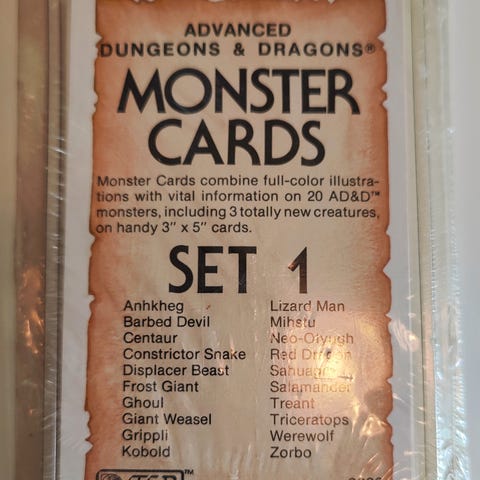 ADVANCED
DUNGEONS & DRAGONS®
MONSTER
CARDS
Monster Cards combine full-color illustra-
tions with vital information on 20 AD&D™
monsters, including 3 totally new creatures,
on handy 3" x 5" cards.
SET 1
Anhkheg
Barbed Devil
Centaur
Constrictor Snake
Displacer Beast
Frost Giant
Ghoul
Giant Weasel
Grippli
Kobold
Lizard Man
Mihstu
Neo-Otyugh
Red Dragon
Sahuagin
Salamander
Treant
Triceratops
Werewolf
Zorbo
TSR™